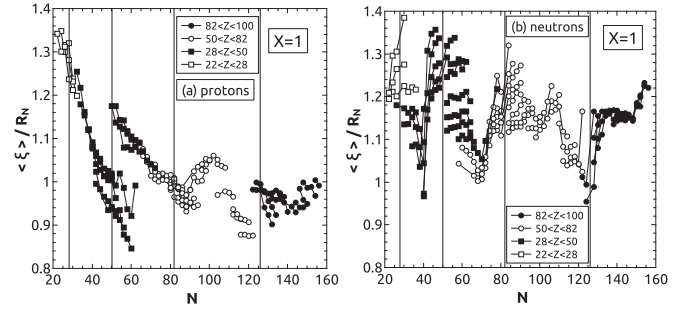 1.4
1.3
1.2
1.1
1
0.9
0.8
< ξ > / R_N
20 40 60 80 100 120 140 160
N
82<Z<100
50<Z<82
28<Z<50
22<Z<28
(a) protons
X=1
1.4
1.3
1.2
1.1
1
0.9
0.8
< ξ > / R_N
20 40 60 80 100 120 140 160
N
(b) neutrons
X=1
82<Z<100
50<Z<82
28<Z<50
22<Z<28